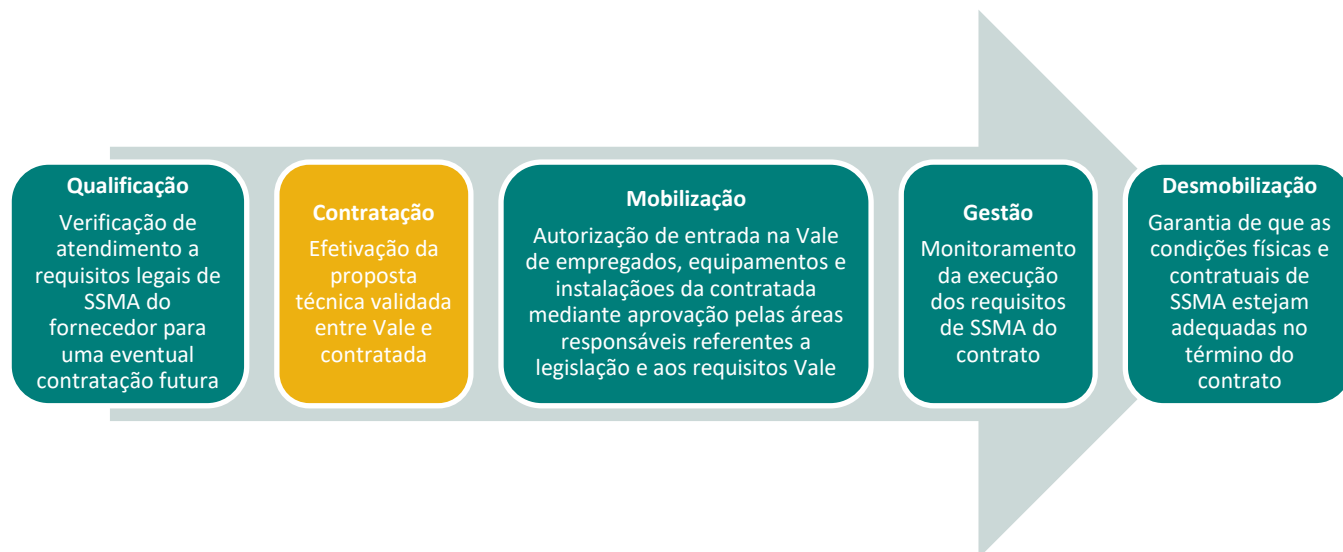 Qualificação
Verificação de
atendimento a
requisitos legais de
SSMA do
fornecedor para
uma eventual
contratação futura
Contratação
Efetivação da
proposta
técnica validada
entre Vale e
contratada
Mobilização
Autorização de entrada na Vale
de empregados, equipamentos e
instalações da contratada
mediante aprovação pelas áreas
responsáveis referentes a
legislação e aos requisitos Vale
Gestão
Monitoramento
da execução
dos requisitos
de SSMA do
contrato
Desmobilização
Garantia de que as
condições físicas e
contratuais de
SSMA estejam
adequadas no
término do
contrato